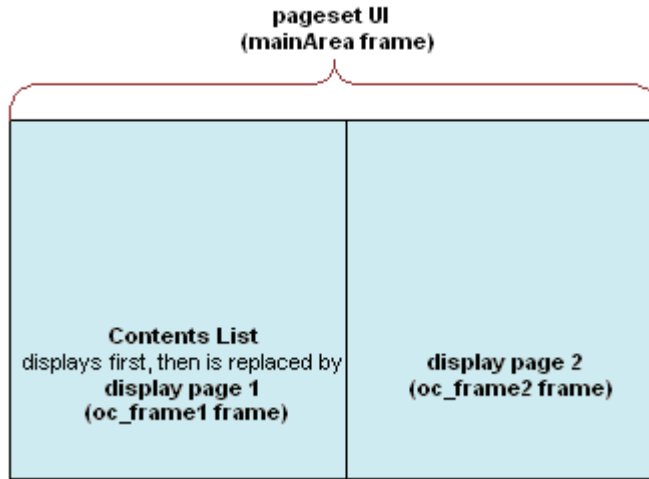 pageset UI
(mainArea frame)
Contents List
displays first, then is replaced by
display page 1
(oc_frame1 frame)
display page 2
(oc_frame2 frame)